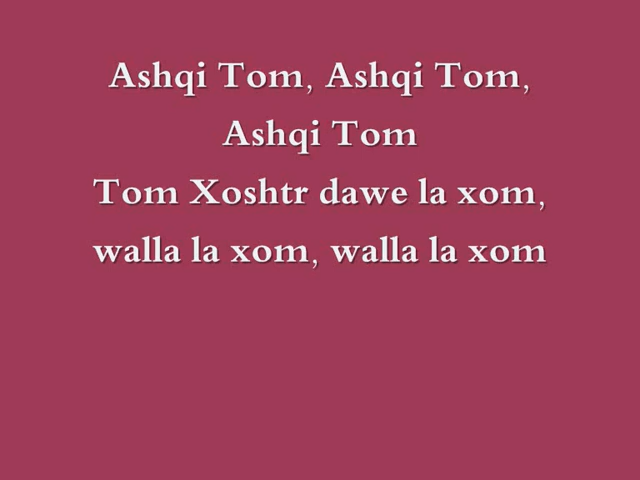 Ashqi Tom, Ashqi Tom,
Ashqi Tom
Tom Xoshtr dawe la xom,
walla la xom, walla la xom